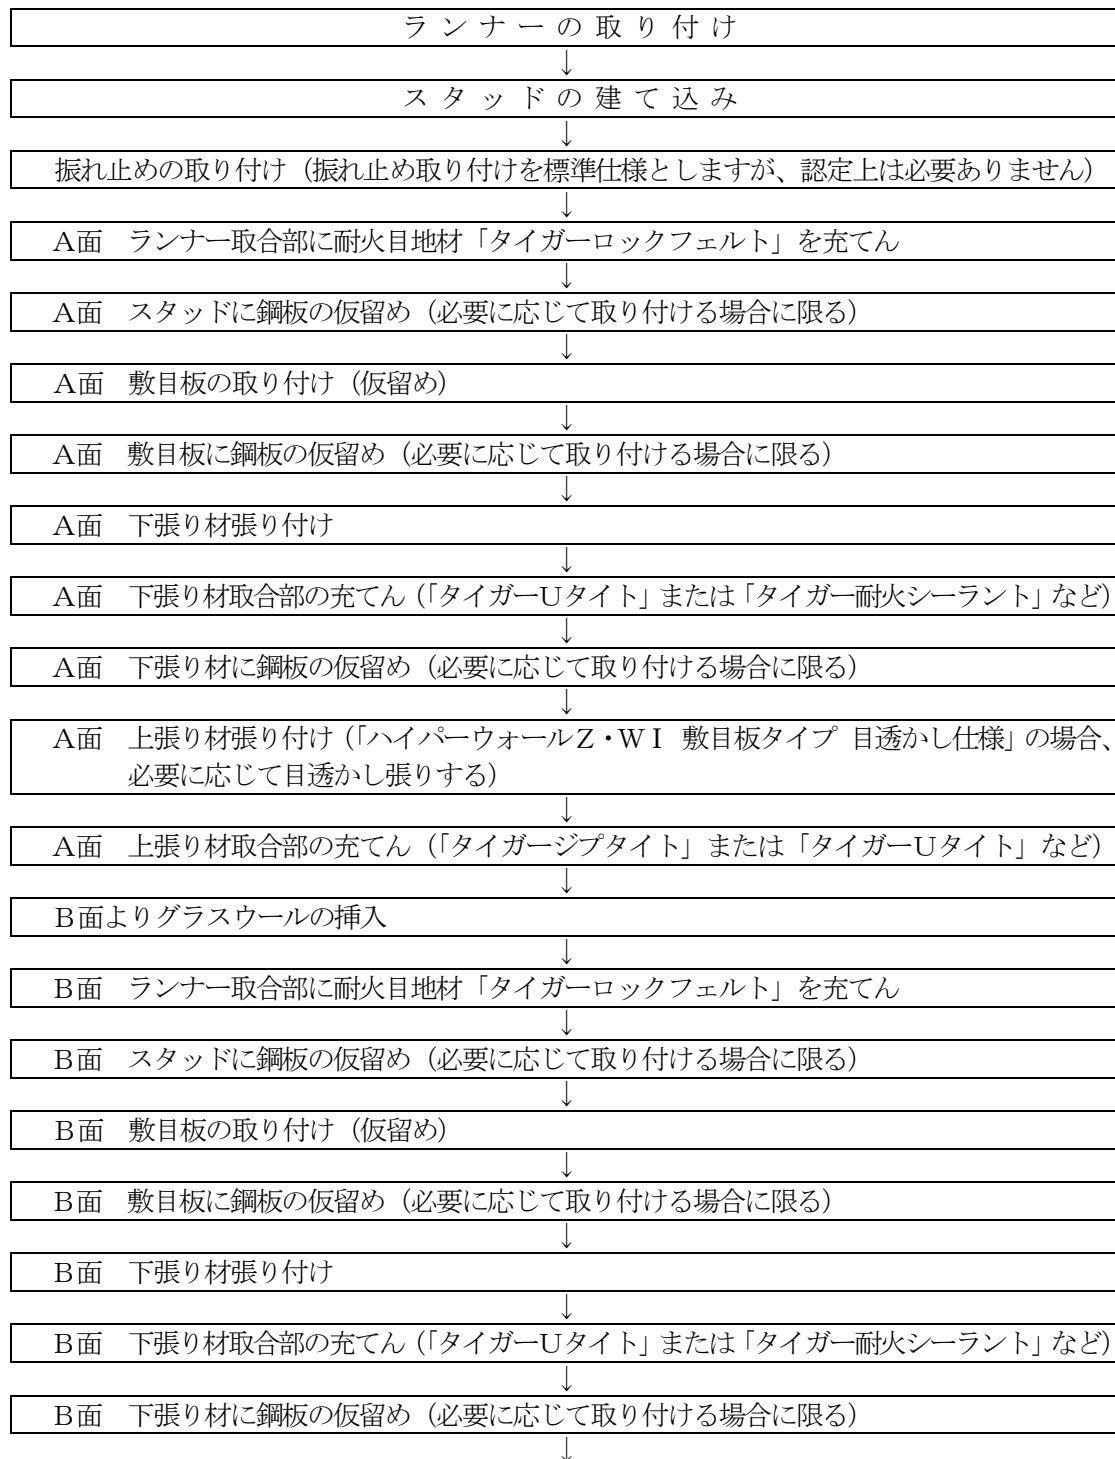 ランナーの取り付け
↓
スタッドの建て込み
↓
振れ止めの取り付け（振れ止め取り付けを標準仕様としますが、認定上は必要ありません）
↓
Ａ面　ランナー取合部に耐火目地材「タイガーロックフェルト」を充てん
↓
Ａ面　スタッドに鋼板の仮留め（必要に応じて取り付ける場合に限る）
↓
Ａ面　敷目板の取り付け（仮留め）
↓
Ａ面　敷目板に鋼板の仮留め（必要に応じて取り付ける場合に限る）
↓
Ａ面　下張り材張り付け
↓
Ａ面　下張り材取合部の充てん（「タイガーＵタイト」または「タイガー耐火シーラント」など）
↓
Ａ面　下張り材に鋼板の仮留め（必要に応じて取り付ける場合に限る）
↓
Ａ面　上張り材張り付け（「ハイパーウォールＺ・ＷＩ 敷目板タイプ 目透かし仕様」の場合、
必要に応じて目透かし張りする）
↓
Ａ面　上張り材取合部の充てん（「タイガージプタイト」または「タイガーＵタイト」など）
↓
Ｂ面よりグラスウールの挿入
↓
Ｂ面　ランナー取合部に耐火目地材「タイガーロックフェルト」を充てん
↓
Ｂ面　スタッドに鋼板の仮留め（必要に応じて取り付ける場合に限る）
↓
Ｂ面　敷目板の取り付け（仮留め）
↓
Ｂ面　敷目板に鋼板の仮留め（必要に応じて取り付ける場合に限る）
↓
Ｂ面　下張り材張り付け
↓
Ｂ面　下張り材取合部の充てん（「タイガーＵタイト」または「タイガー耐火シーラント」など）
↓
Ｂ面　下張り材に鋼板の仮留め（必要に応じて取り付ける場合に限る）
↓